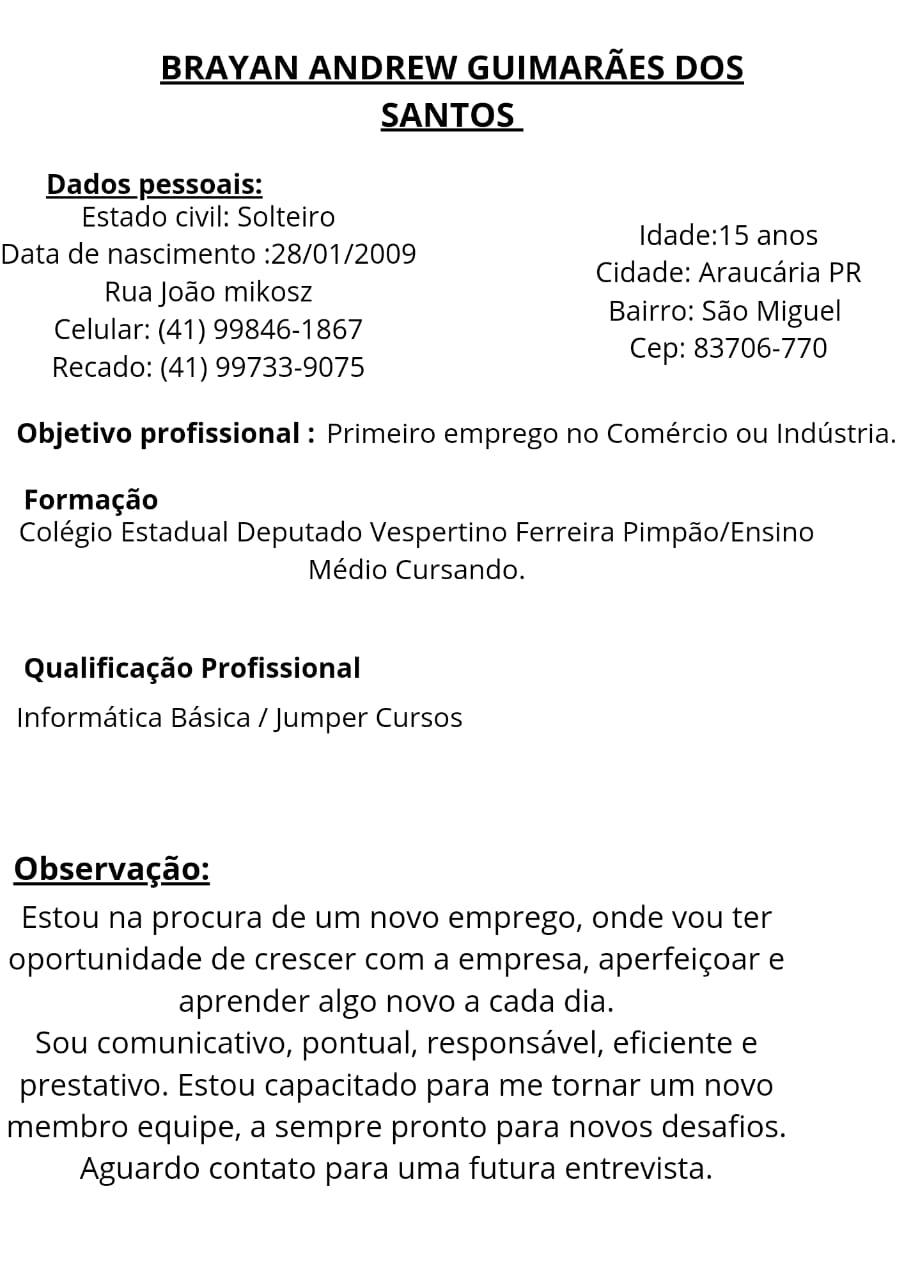 BRAYAN ANDREW GUIMARÃES DOS
SANTOS
Dados pessoais:
Estado civil: Solteiro
Data de nascimento :28/01/2009
Rua João mikosz
Celular: (41) 99846-1867
Recado: (41) 99733-9075
Idade:15 anos
Cidade: Araucária PR
Bairro: São Miguel
Cep: 83706-770
Objetivo profissional : Primeiro emprego no Comércio ou Indústria.
Formação
Colégio Estadual Deputado Vespertino Ferreira Pimpão/Ensino
Médio Cursando.
Qualificação Profissional
Informática Básica / Jumper Cursos
Observação:
Estou na procura de um novo emprego, onde vou ter
oportunidade de crescer com a empresa, aperfeiçoar e
aprender algo novo a cada dia.
Sou comunicativo, pontual, responsável, eficiente e
prestativo. Estou capacitado para me tornar um novo
membro equipe, a sempre pronto para novos desafios.
Aguardo contato para uma futura entrevista.